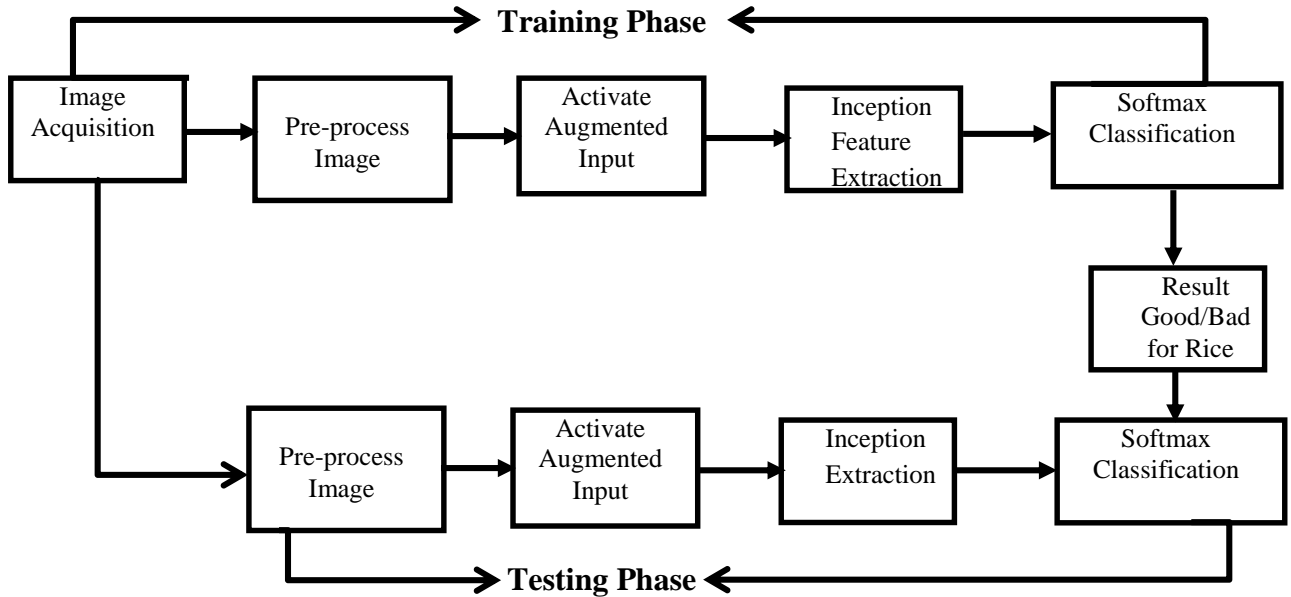 Training Phase
Image
Acquisition
Pre-process
Image
Activate
Augmented
Input
Inception
Feature
Extraction
Softmax
Classification
Result
Good/Bad
for Rice
Pre-process
Image
Activate
Augmented
Input
Inception
Extraction
Softmax
Classification
Testing Phase